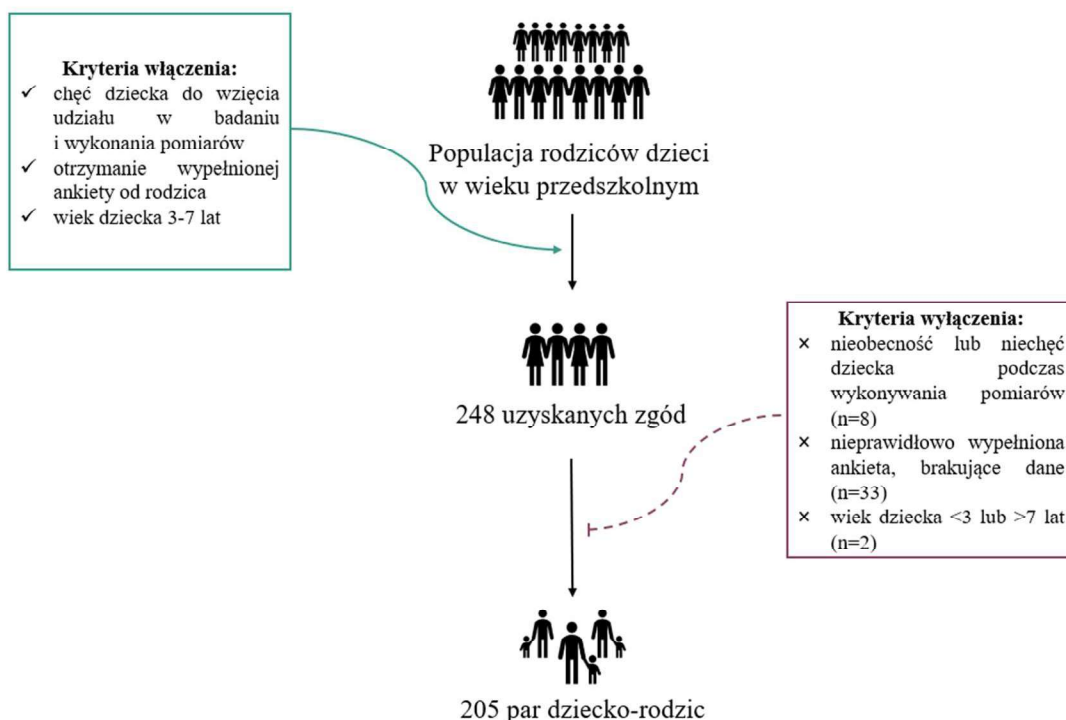 Kryteria włączenia:
✓ chęć dziecka do wzięcia
udziału w badaniu
i wykonania pomiarów
✓ otrzymanie wypełnionej
ankiety od rodzica
✓ wiek dziecka 3-7 lat
Populacja rodziców dzieci
w wieku przedszkolnym
248 uzyskanych zgód
Kryteria wyłączenia:
× nieobecność lub niechęć
dziecka podczas
wykonywania pomiarów
(n=8)
× nieprawidłowo wypełniona
ankieta, brakujące dane
(n=33)
× wiek dziecka <3 lub >7 lat
(n=2)
205 par dziecko-rodzic